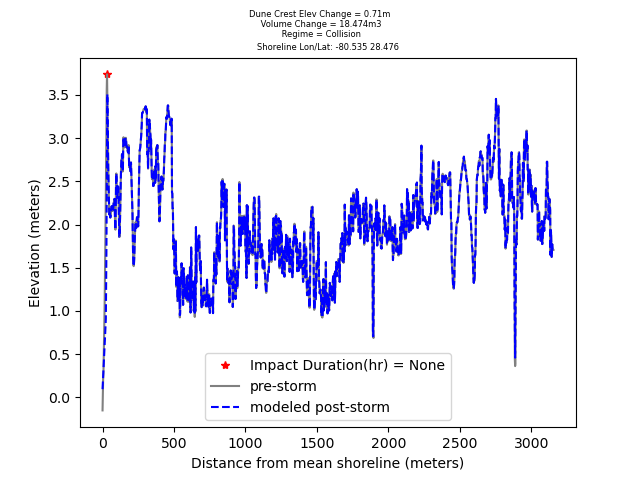 Dune Crest Elev Change = 0.71m
Volume Change = 18.474m3
Regime = Collision
Shoreline Lon/Lat: -80.535 28.476
3.5
3.0
2.5
2.0
1.5
1.0
0.5
0.0
Elevation (meters)
Impact Duration(hr) = None
pre-storm
modeled post-storm
0 500 1000 1500 2000 2500 3000
Distance from mean shoreline (meters)